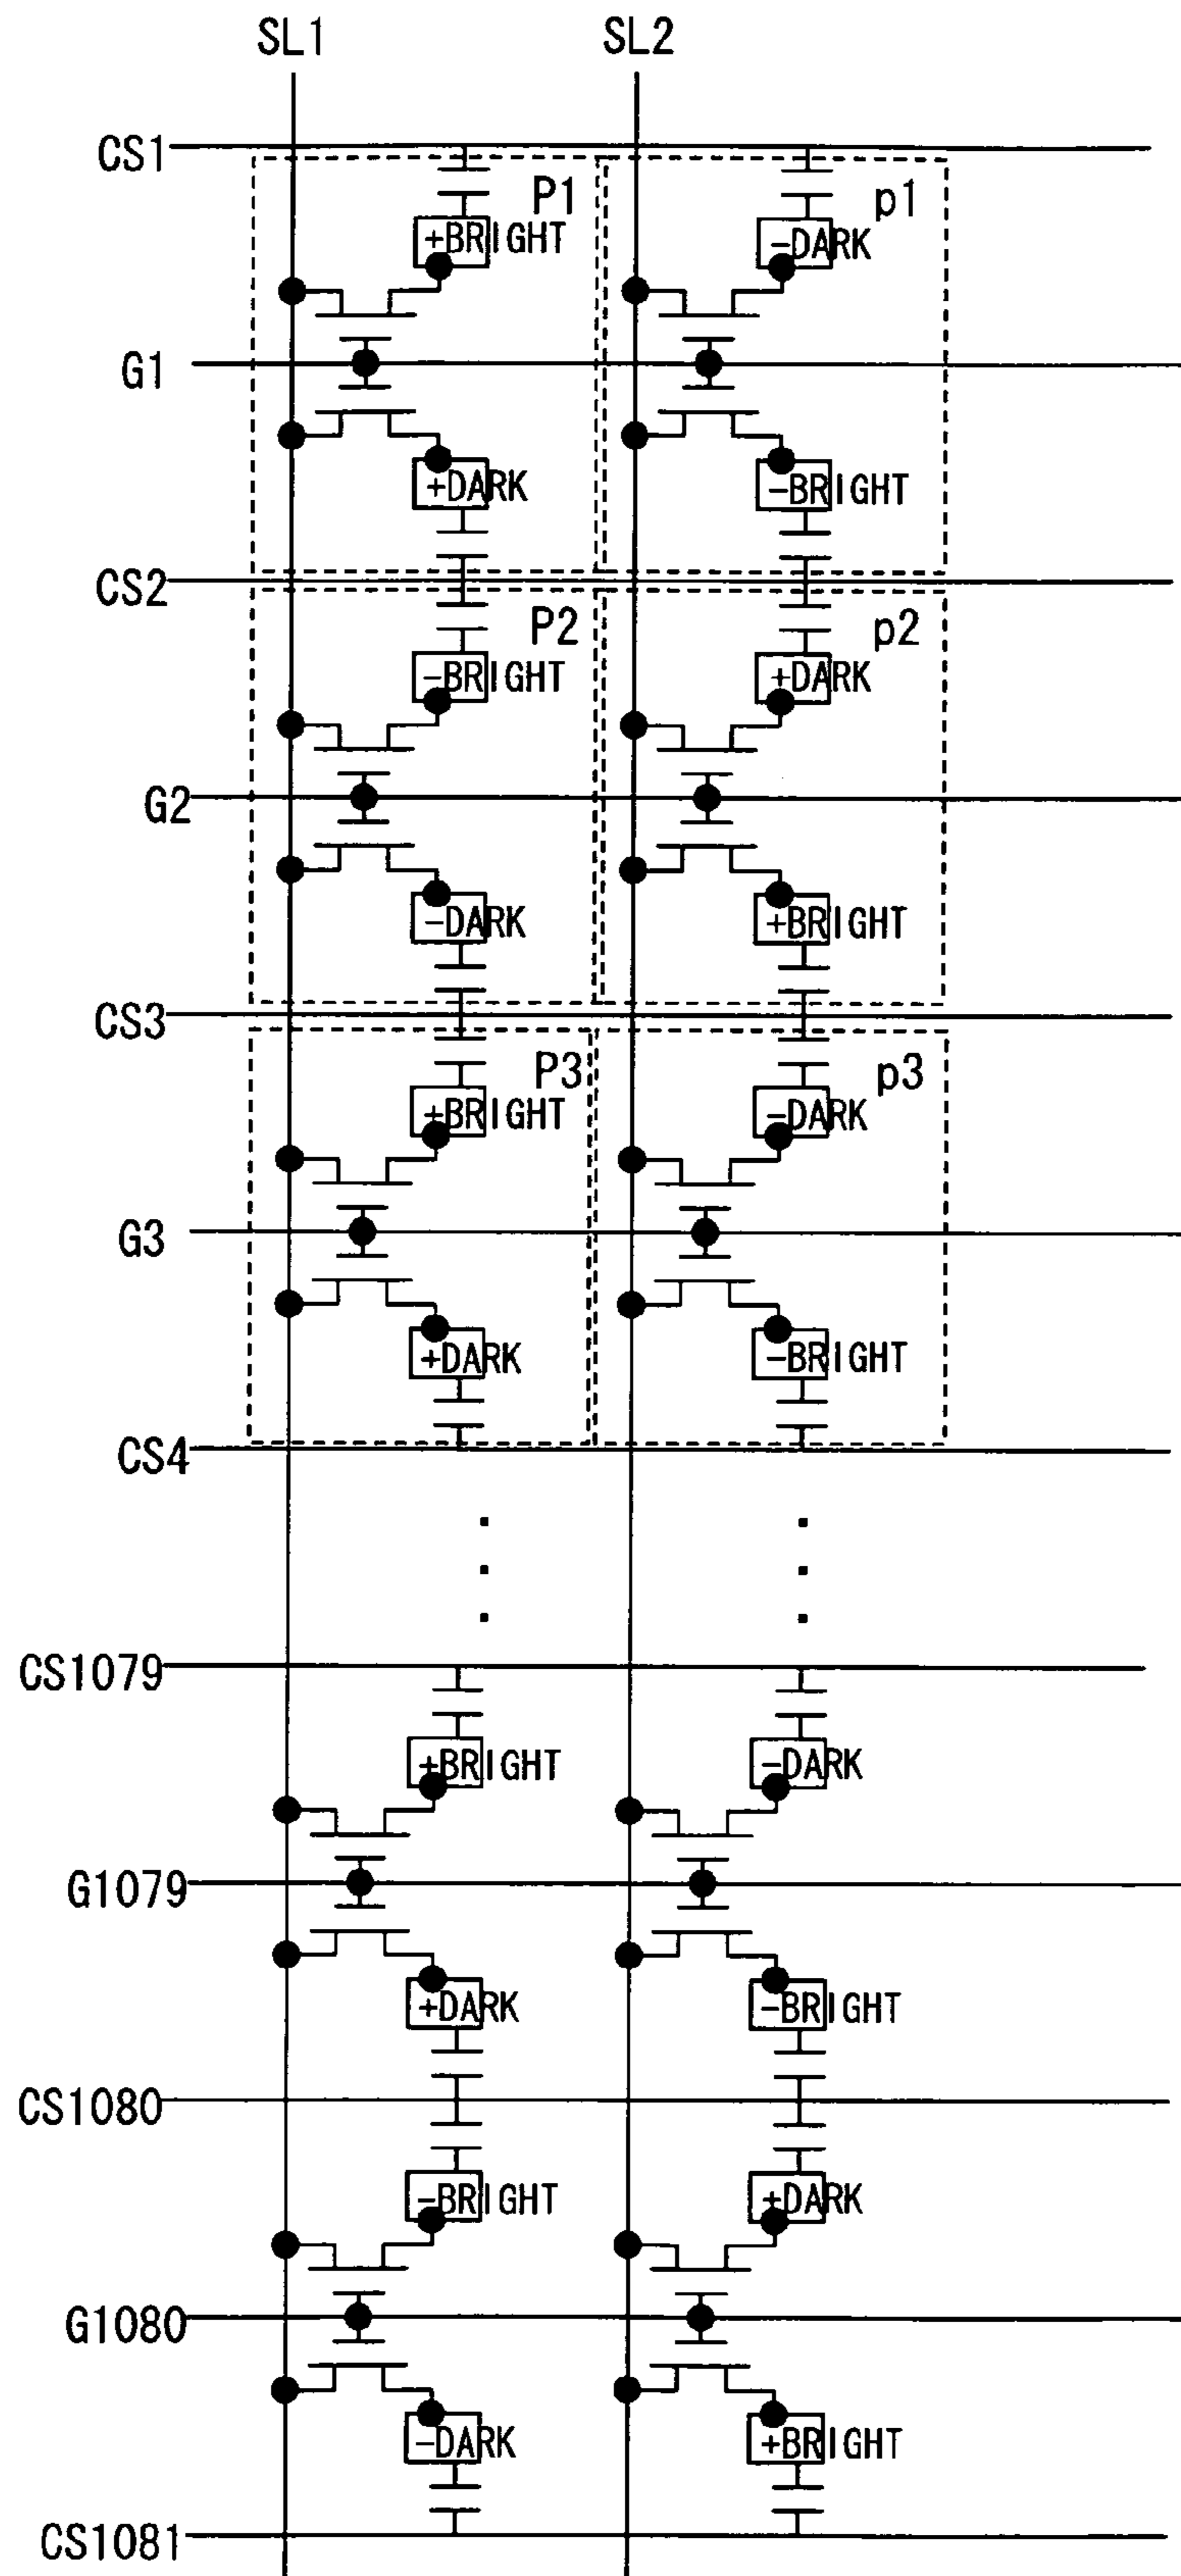 SL1 SL2
CS1
P1 p1
+BRIGHT -DARK
G1
+DARK -BRIGHT
CS2
P2 p2
-BRIGHT +DARK
G2
-DARK +BRIGHT
CS3
P3 p3
+BRIGHT -DARK
G3
+DARK -BRIGHT
CS4
CS1079
+BRIGHT -DARK
G1079
+DARK -BRIGHT
CS1080
-BRIGHT +DARK
G1080
-DARK +BRIGHT
CS1081